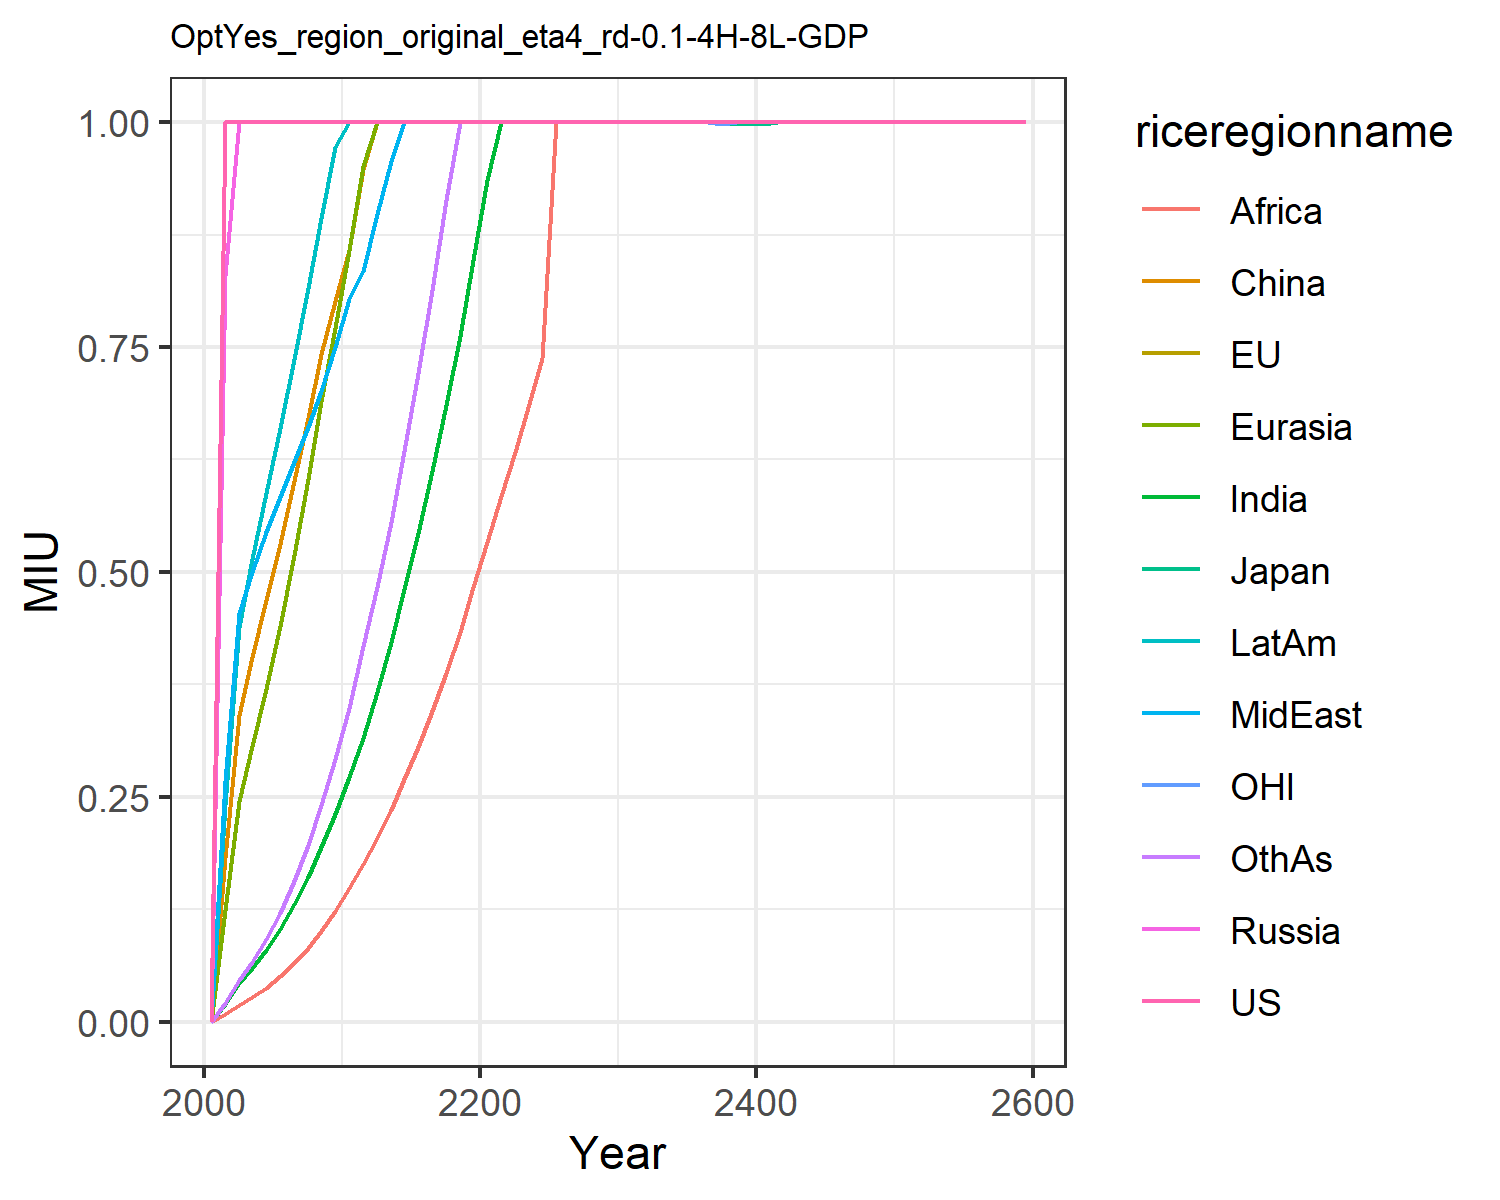 OptYes_region_original_eta4_rd-0.1-4H-8L-GDP
1.00
0.75
0.50
0.25
0.00
MIU
2000 2200 2400 2600
Year
riceregionname
Africa
China
EU
Eurasia
India
Japan
LatAm
MidEast
OHI
OthAs
Russia
US